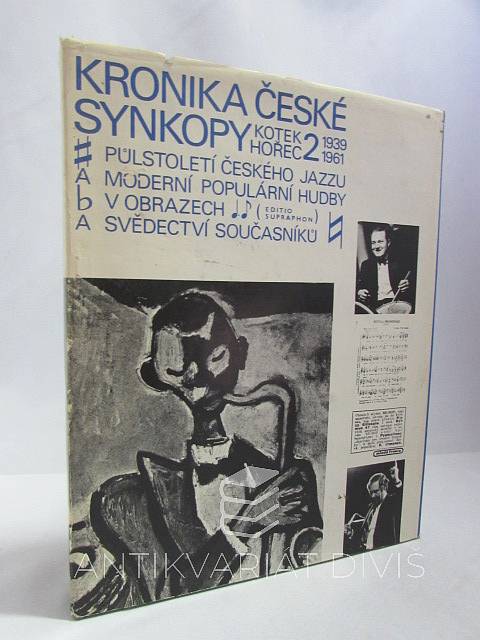 KRONIKA ČESKÉ
SYNKOPY KOTEK HOŘEC 2 1939 1961
♯ PŮLSTOLETÍ ČESKÉHO JAZZU
A MODERNÍ POPULÁRNÍ HUDBY
♭ V OBRAZECH ♩♪ (EDITIO SUPRAPHON) ♮
A SVĚDECTVÍ SOUČASNÍKŮ
ANTIKVARIÁT DIVIŠ